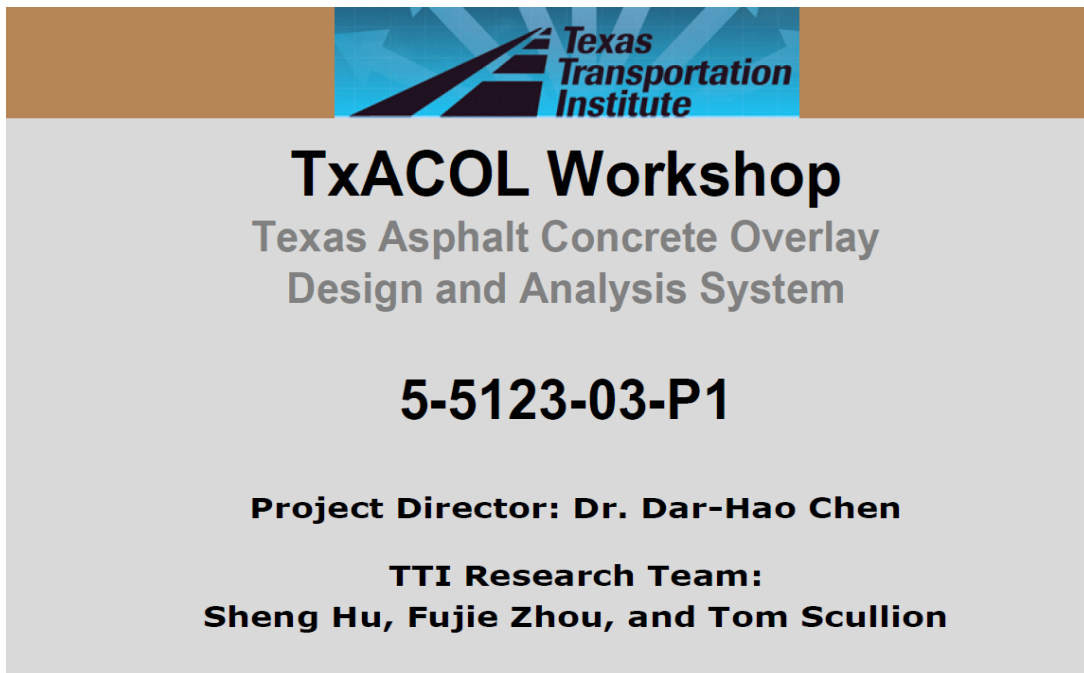 Texas
Transportation
Institute
TxACOL Workshop
Texas Asphalt Concrete Overlay
Design and Analysis System
5-5123-03-P1
Project Director: Dr. Dar-Hao Chen
TTI Research Team:
Sheng Hu, Fujie Zhou, and Tom Scullion